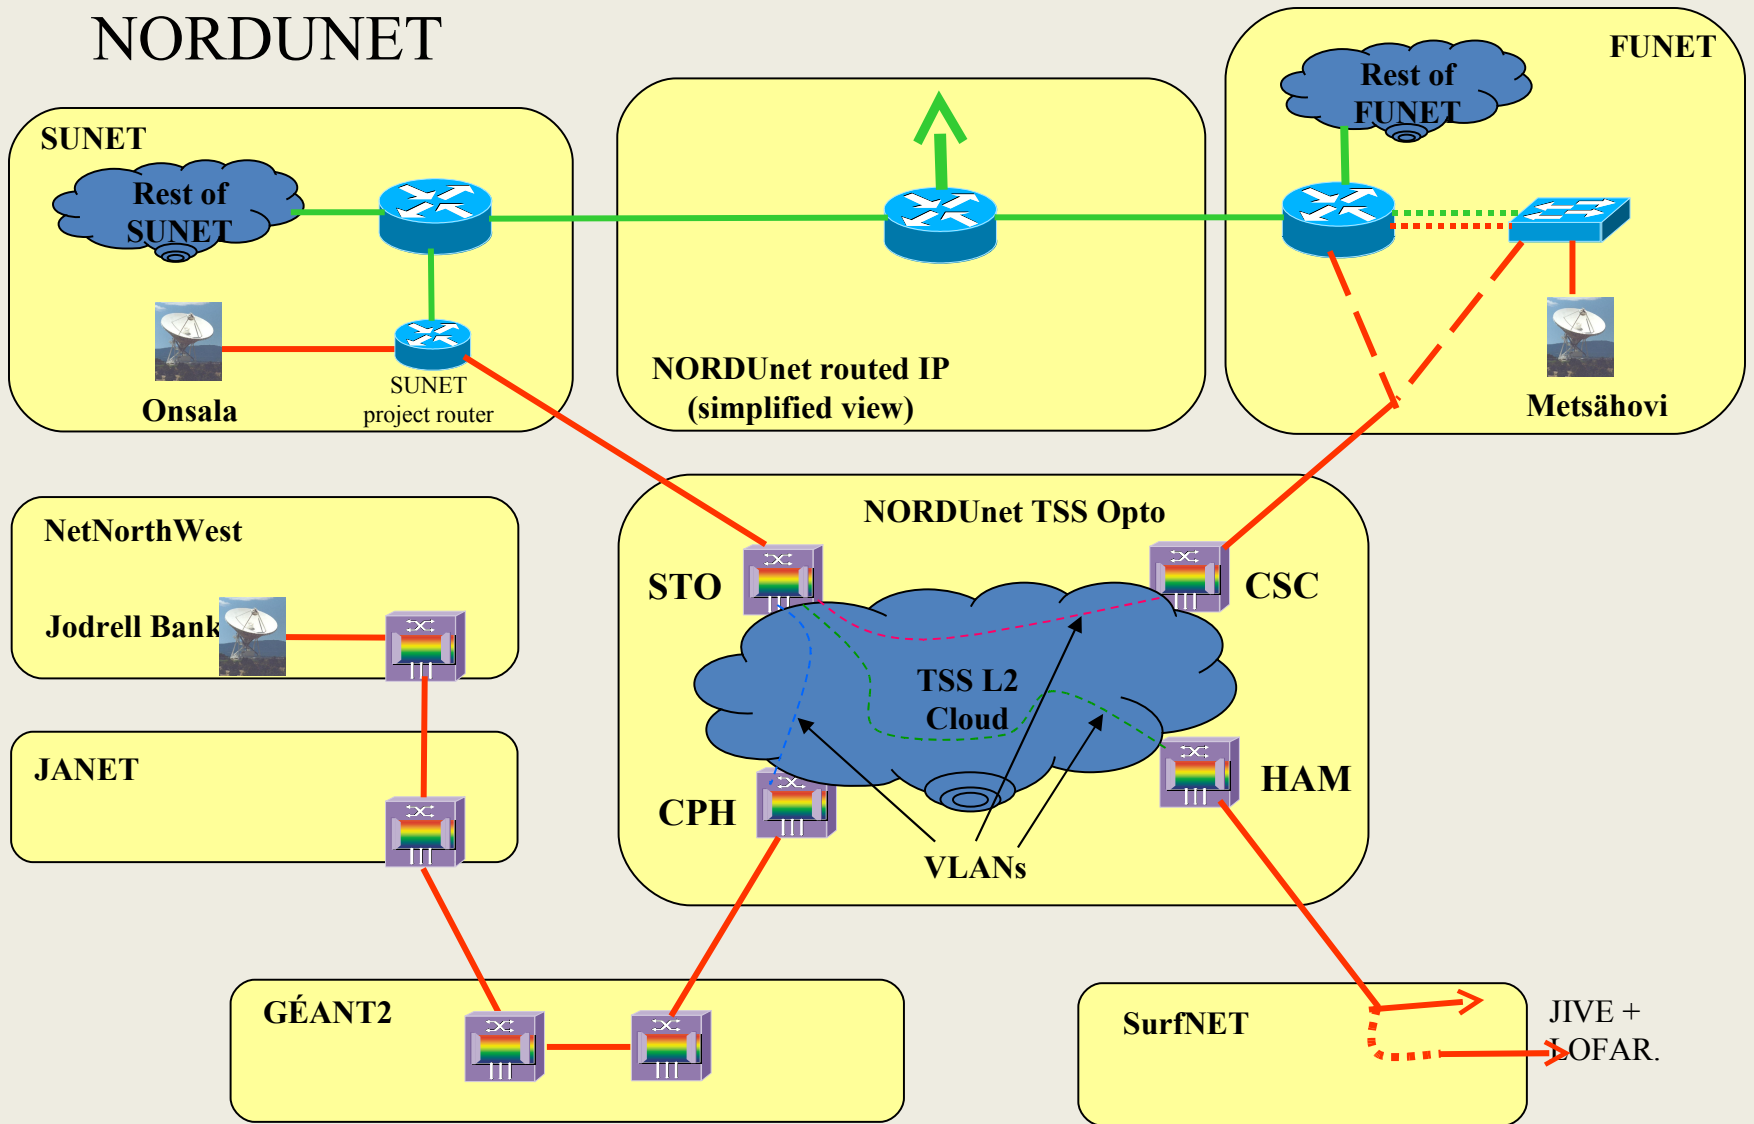 NORDUNET
FUNET
Rest of
FUNET
SUNET
Rest of
SUNET
Onsala
SUNET
project router
NORDUnet routed IP
(simplified view)
Metsähovi
NetNorthWest
Jodrell Bank
NORDUnet TSS Opto
STO
CSC
TSS L2
Cloud
CPH
HAM
VLANs
JANET
GÉANT2
SurfNET
JIVE +
LOFAR.